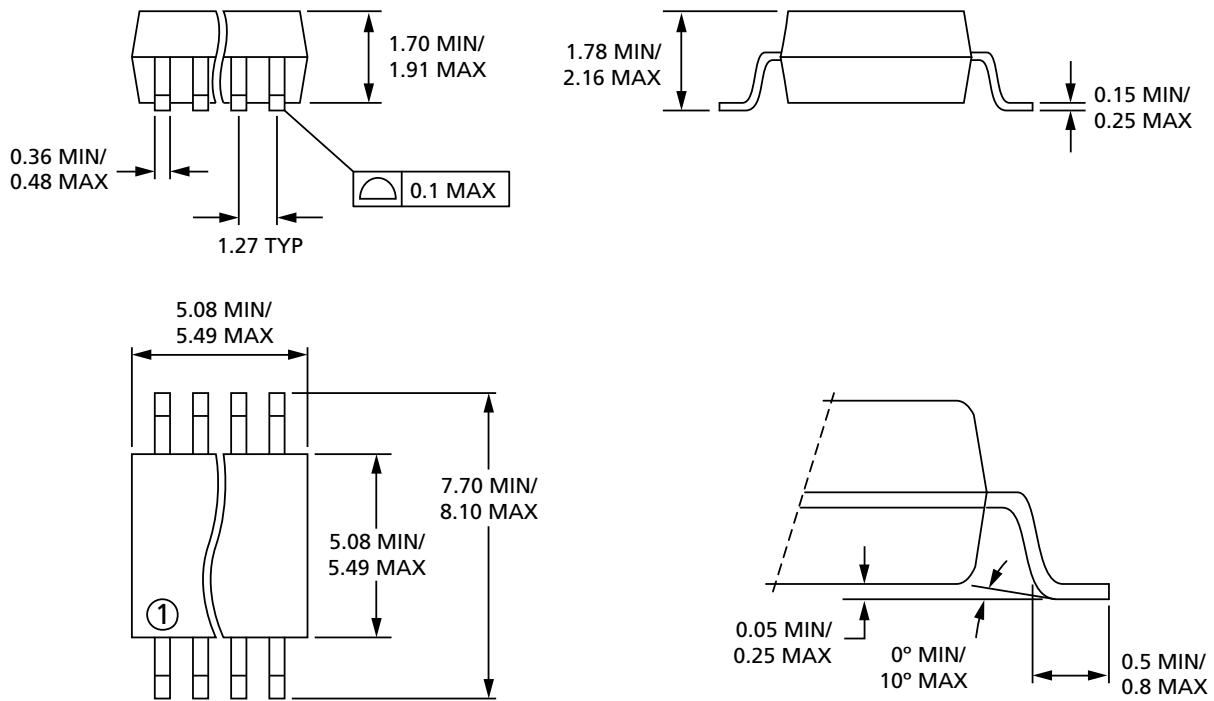 1.70 MIN/
1.91 MAX
0.36 MIN/
0.48 MAX
0.1 MAX
1.27 TYP
1.78 MIN/
2.16 MAX
0.15 MIN/
0.25 MAX
5.08 MIN/
5.49 MAX
7.70 MIN/
8.10 MAX
5.08 MIN/
5.49 MAX
1
0.05 MIN/
0.25 MAX
0° MIN/
10° MAX
0.5 MIN/
0.8 MAX